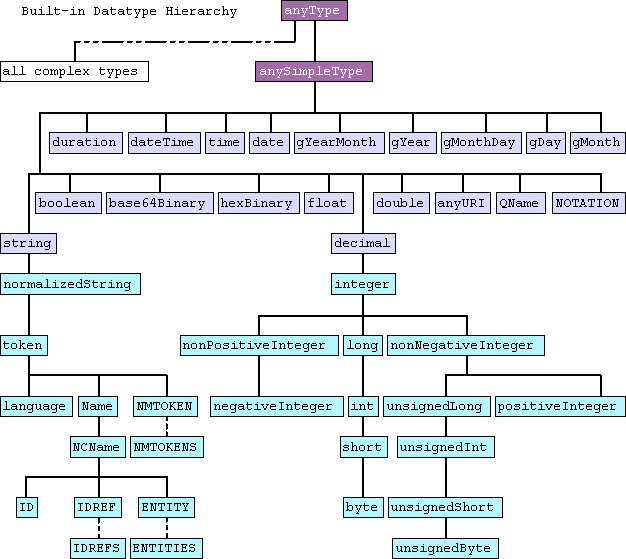 Built-in Datatype Hierarchy
anyType
all complex types
anySimpleType
duration dateTime time date gYearMonth gYear gMonthDay gDay gMonth
boolean base64Binary hexBinary float double anyURI QName NOTATION
string decimal
normalizedString integer
token nonPositiveInteger long nonNegativeInteger
language Name NMTOKEN negativeInteger int unsignedLong positiveInteger
NCName NMTOKENS short unsignedInt
ID IDREF ENTITY byte unsignedShort
IDREFS ENTITIES unsignedByte